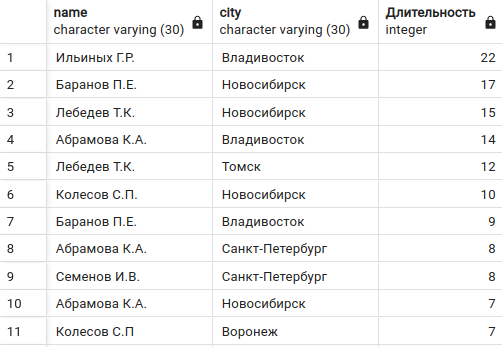 name city Длительность
character varying (30) character varying (30) integer
1 Ильиных Г.Р. Владивосток 22
2 Баранов П.Е. Новосибирск 17
3 Лебедев Т.К. Новосибирск 15
4 Абрамова К.А. Владивосток 14
5 Лебедев Т.К. Томск 12
6 Колесов С.П. Новосибирск 10
7 Баранов П.Е. Владивосток 9
8 Абрамова К.А. Санкт-Петербург 8
9 Семенов И.В. Санкт-Петербург 8
10 Абрамова К.А. Новосибирск 7
11 Колесов С.П Воронеж 7